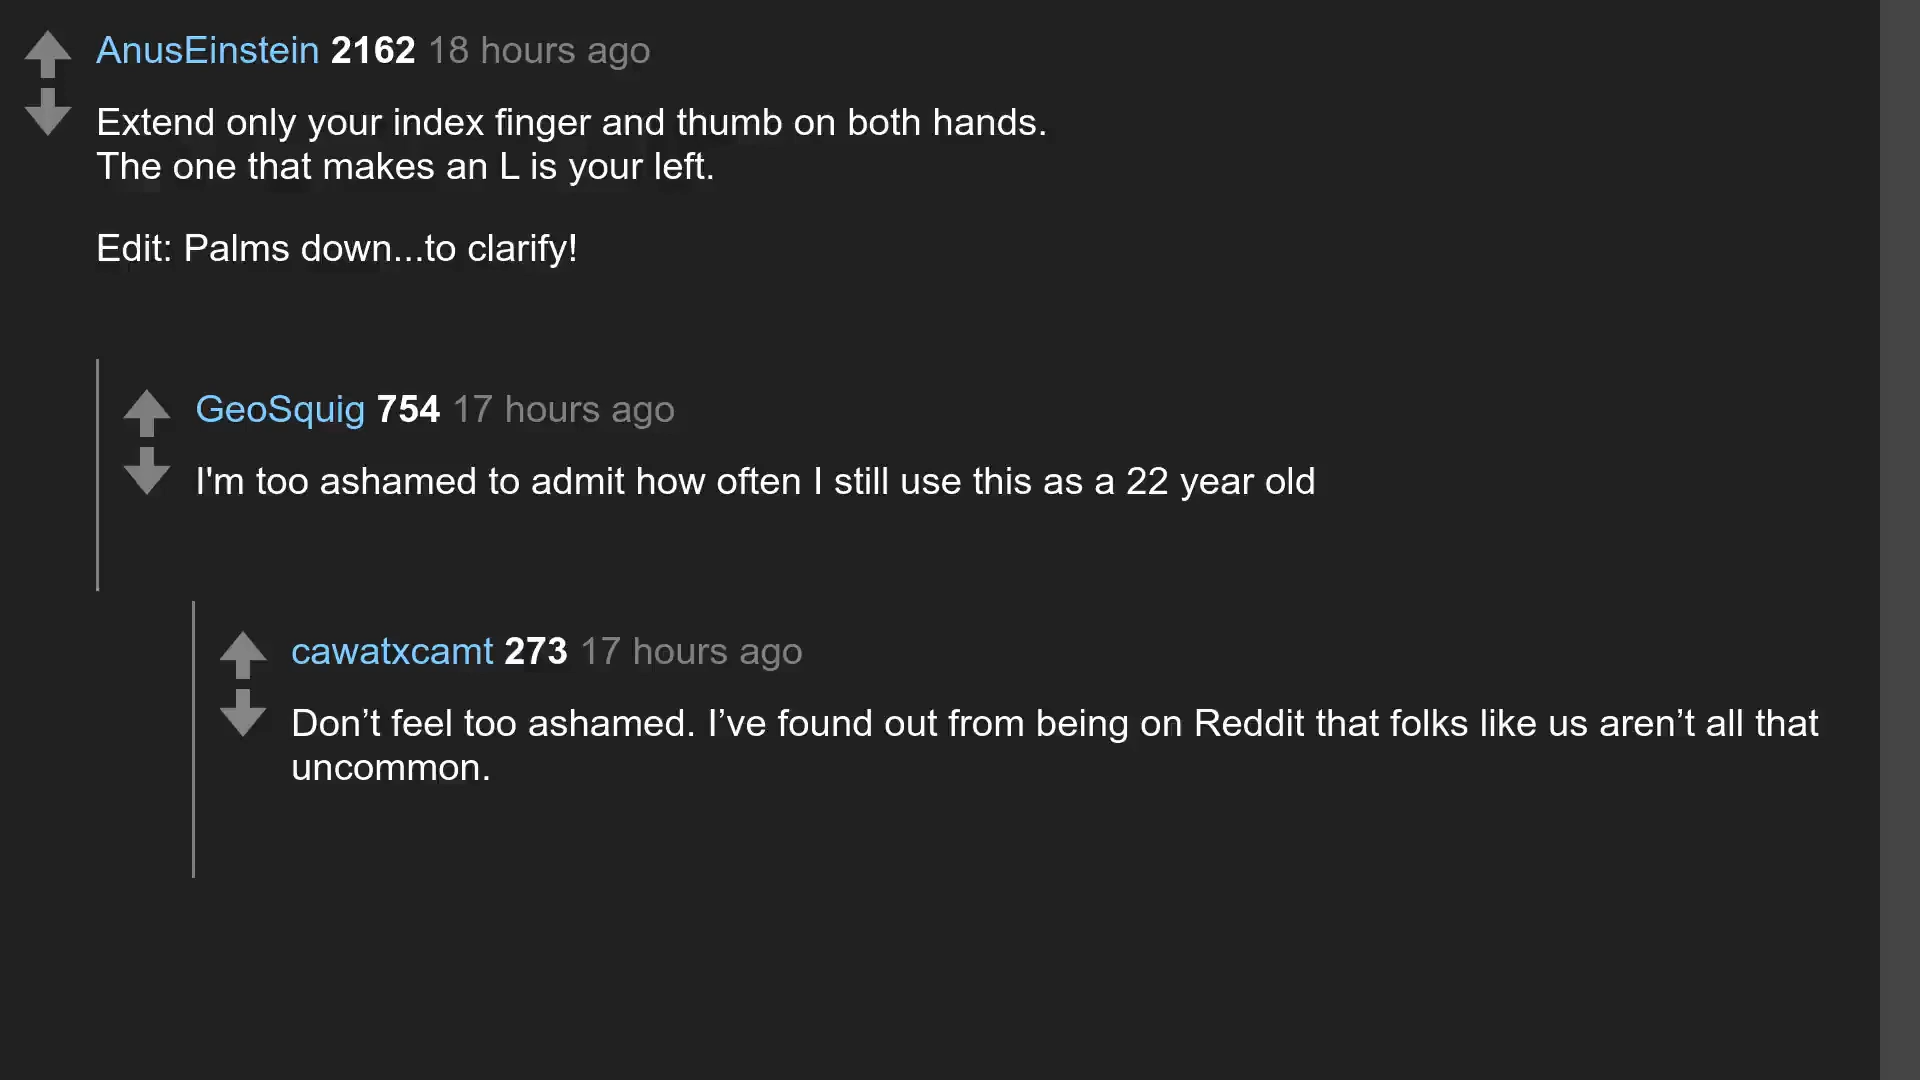 AnusEinstein 2162 18 hours ago
Extend only your index finger and thumb on both hands.
The one that makes an L is your left.
Edit: Palms down...to clarify!
GeoSquig 754 17 hours ago
I'm too ashamed to admit how often I still use this as a 22 year old
cawatxcamt 273 17 hours ago
Don’t feel too ashamed. I’ve found out from being on Reddit that folks like us aren’t all that
uncommon.